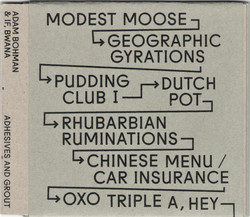 ADAM BOHMAN
& IF, BWANA
ADHESIVES AND GROUT
MODEST MOOSE
GEOGRAPHIC
GYRATIONS
PUDDING
CLUB I
DUTCH
POT
RHUBARBIAN
RUMINATIONS
CHINESE MENU /
CAR INSURANCE
OXO TRIPLE A, HEY